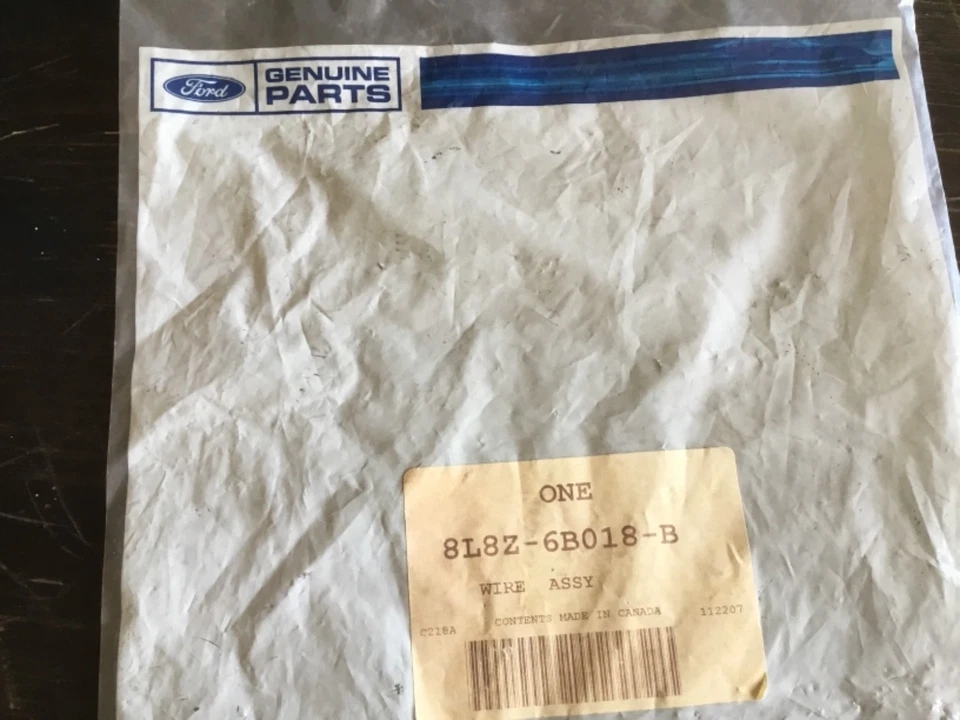 Ford
GENUINE
PARTS
ONE
8L8Z-6B018-B
WIRE ASSY
C218A CONTENTS MADE IN CANADA 112207